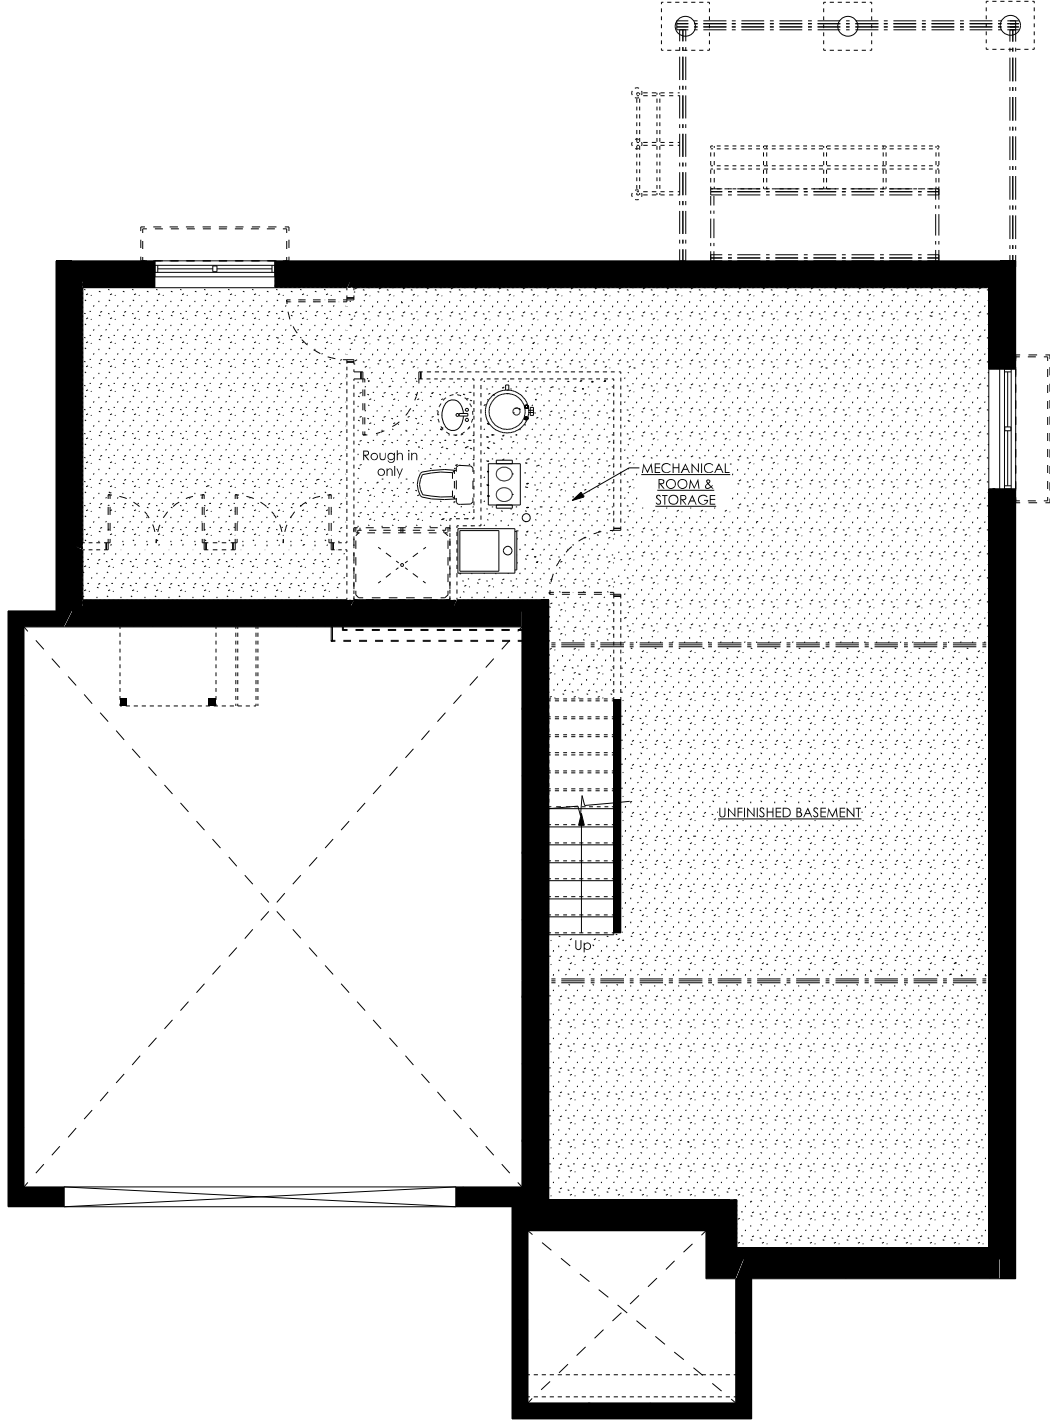 Rough in
only
MECHANICAL
ROOM &
STORAGE
UNFINISHED BASEMENT
Up